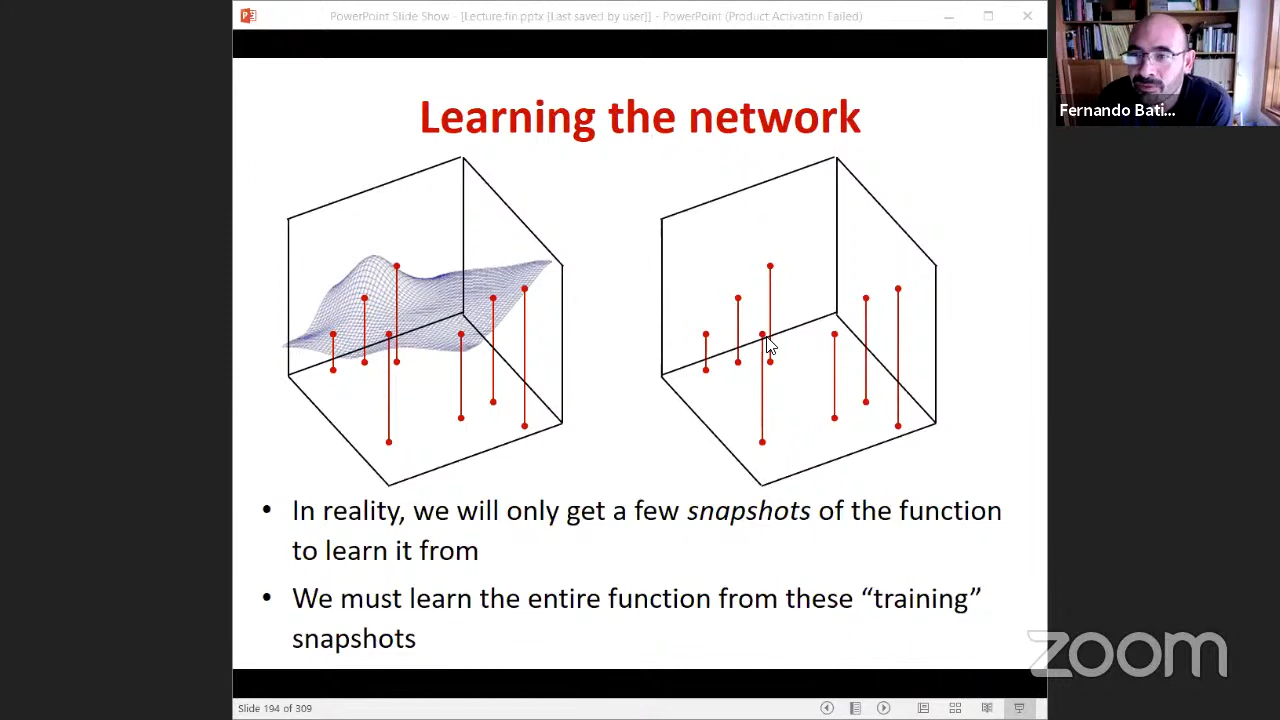 PowerPoint Slide Show - [Lecture.fin.pptx [Last saved by user]] - PowerPoint (Product Activation Failed)
Fernando Bati...
Learning the network
• In reality, we will only get a few snapshots of the function
to learn it from
• We must learn the entire function from these “training”
snapshots
zoom
Slide 194 of 309